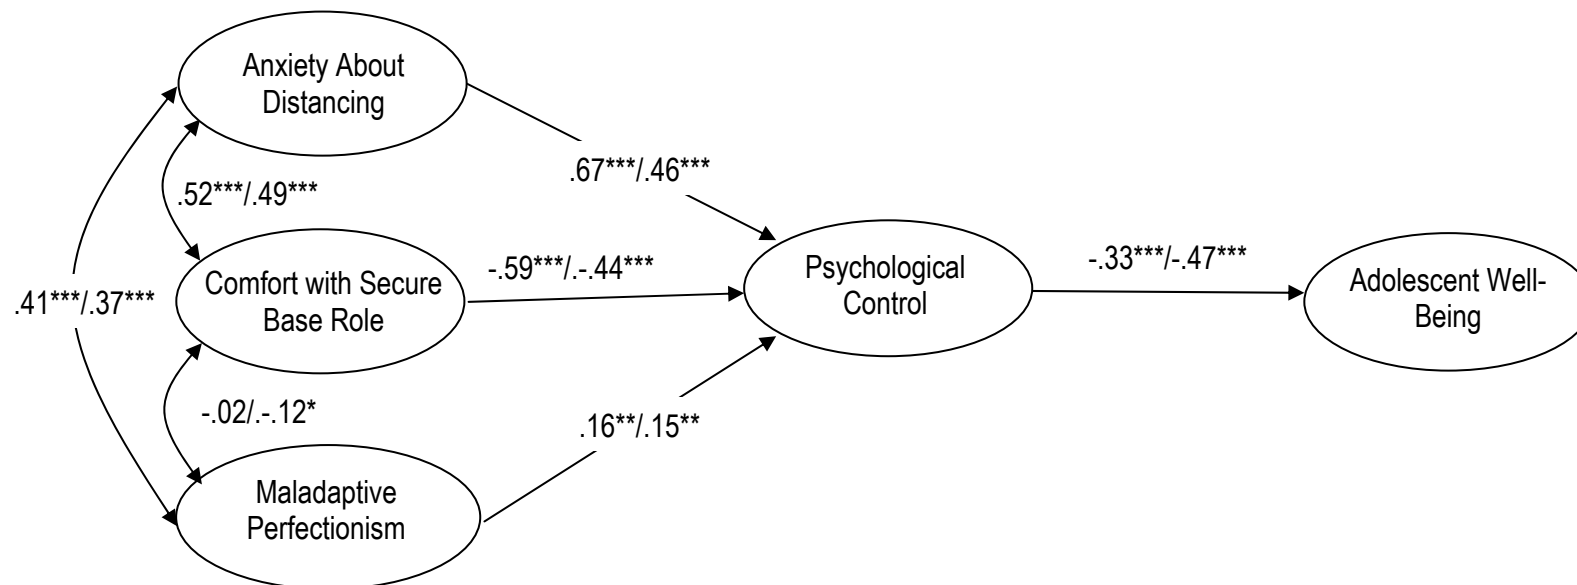 Anxiety About
Distancing
.67***/.46***
.52***/.49***
Comfort with Secure
Base Role
-.59***/.-.44***
Psychological
Control
-.33***/-.47***
Adolescent Well-
Being
.41***/.37***
-.02/.-.12*
.16**/.15**
Maladaptive
Perfectionism